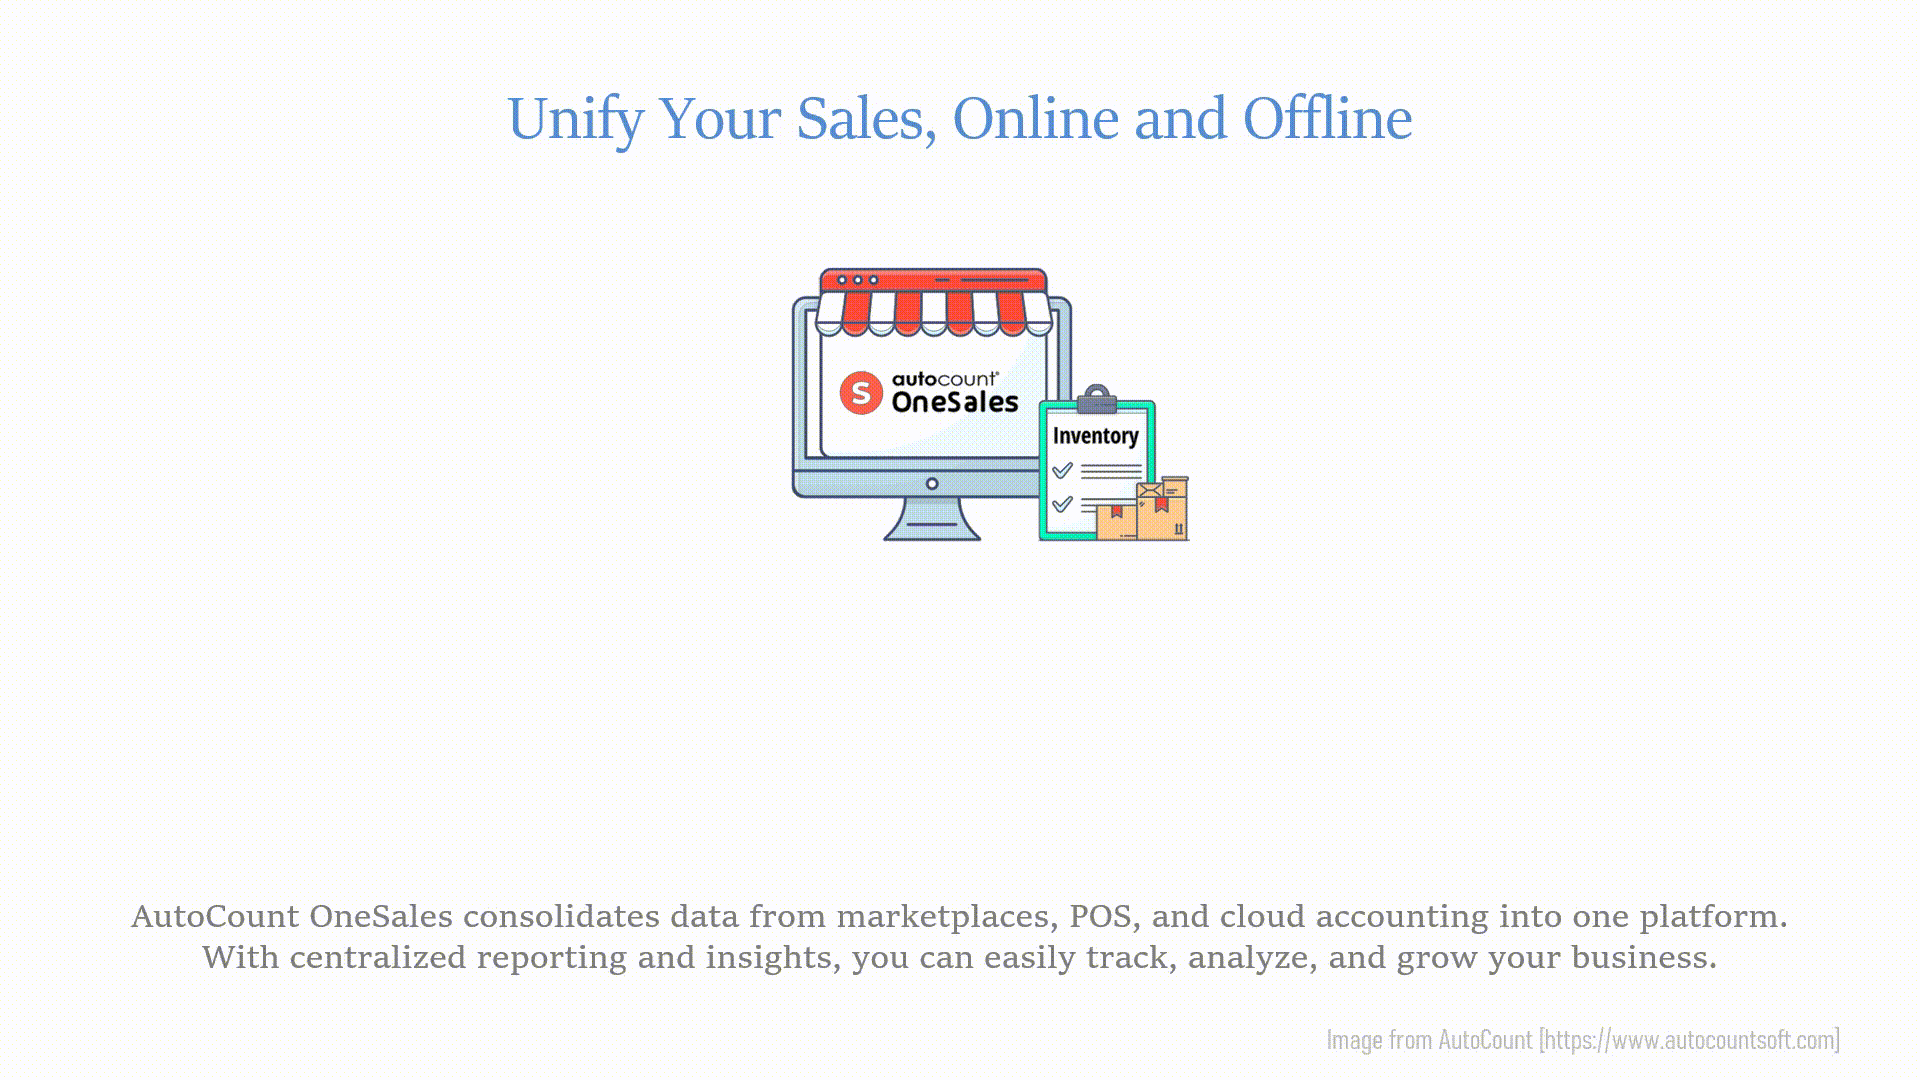 Unify Your Sales, Online and Offline
S autocount®
OneSales
Inventory
AutoCount OneSales consolidates data from marketplaces, POS, and cloud accounting into one platform.
With centralized reporting and insights, you can easily track, analyze, and grow your business.
Image from AutoCount [https://www.autocountsoft.com]